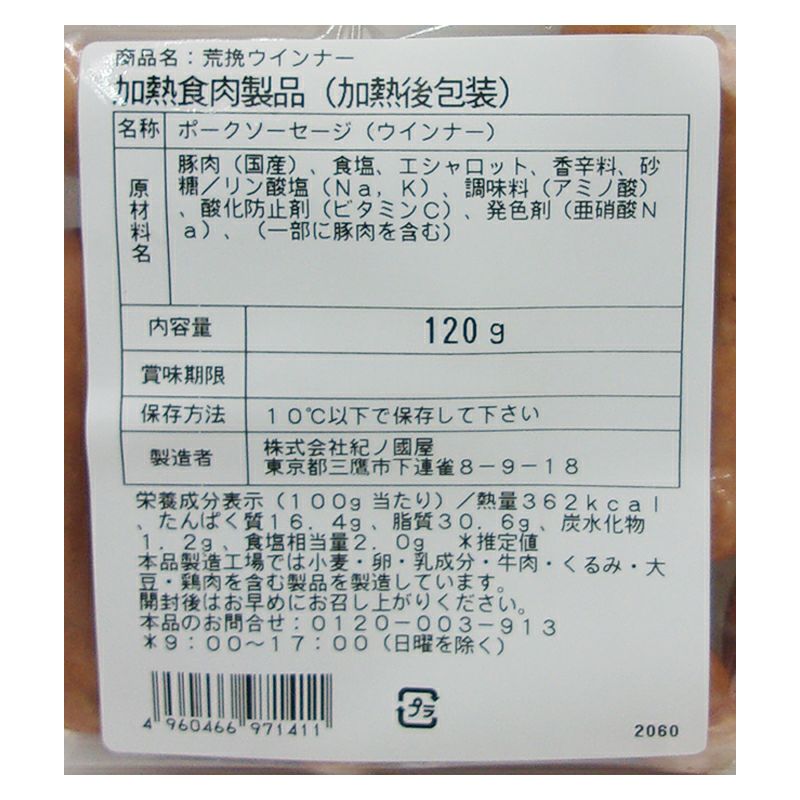 商品名：荒挽ウインナー
加熱食肉製品（加熱後包装）
名称 ポークソーセージ（ウインナー）
原材料名
豚肉（国産）、食塩、エシャロット、香辛料、砂
糖／リン酸塩（Ｎａ，Ｋ）、調味料（アミノ酸）
、酸化防止剤（ビタミンＣ）、発色剤（亜硝酸Ｎ
ａ）、（一部に豚肉を含む）
内容量 120ｇ
賞味期限
保存方法 １０℃以下で保存して下さい
製造者 株式会社紀ノ國屋
東京都三鷹市下連雀８－９－１８
栄養成分表示（１００ｇ当たり）／熱量３６２ｋｃａｌ
、たんぱく質１６．４ｇ、脂質３０．６ｇ、炭水化物
１．２ｇ、食塩相当量２．０ｇ　＊推定値
本品製造工場では小麦・卵・乳成分・牛肉・くるみ・大
豆・鶏肉を含む製品を製造しています。
開封後はお早めにお召し上がりください。
本品のお問合せ：０１２０－００３－９１３
＊９：００～１７：００（日曜を除く）
4 960466 971411
プラ
2060